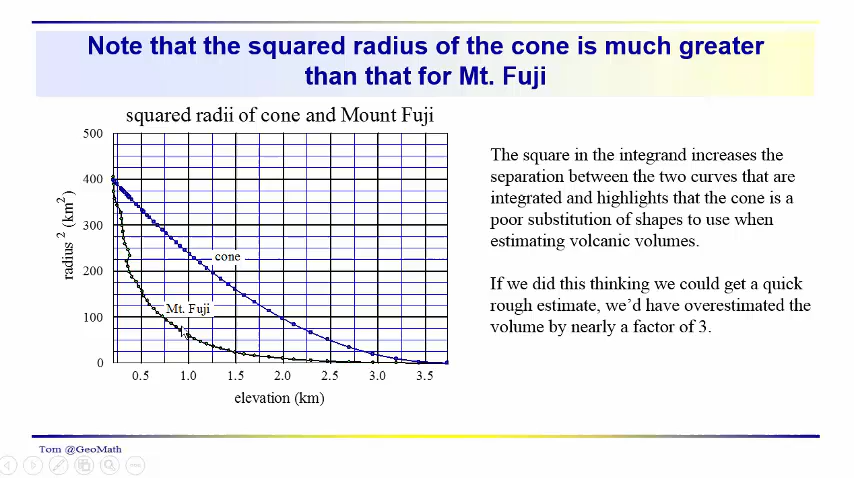 Note that the squared radius of the cone is much greater
than that for Mt. Fuji
squared radii of cone and Mount Fuji
500
400
300
200
100
0
radius ² (km²)
cone
Mt. Fuji
0.5 1.0 1.5 2.0 2.5 3.0 3.5
elevation (km)
The square in the integrand increases the
separation between the two curves that are
integrated and highlights that the cone is a
poor substitution of shapes to use when
estimating volcanic volumes.
If we did this thinking we could get a quick
rough estimate, we’d have overestimated the
volume by nearly a factor of 3.
Tom @GeoMath